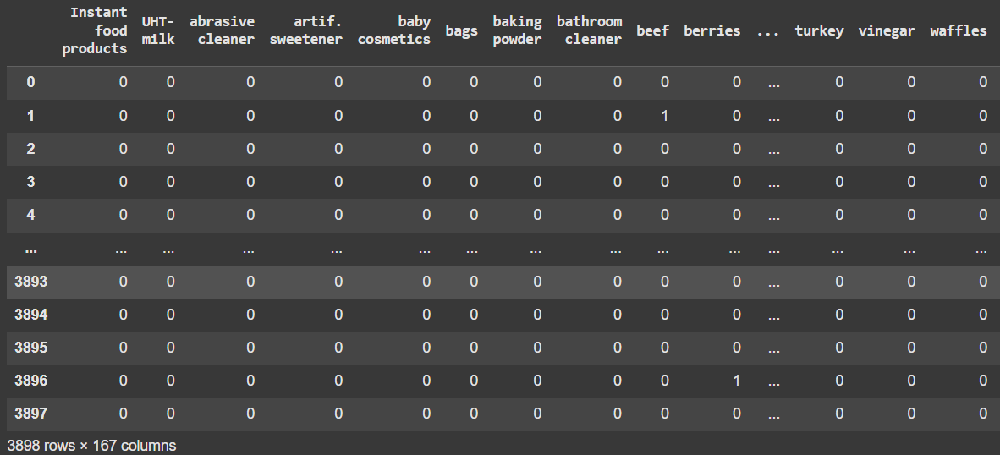 Instant food products UHT-milk abrasive cleaner artif. sweetener baby cosmetics bags baking powder bathroom cleaner beef berries ... turkey vinegar waffles
0 0 0 0 0 0 0 0 0 0 0 ... 0 0 0
1 0 0 0 0 0 0 0 0 1 0 ... 0 0 0
2 0 0 0 0 0 0 0 0 0 0 ... 0 0 0
3 0 0 0 0 0 0 0 0 0 0 ... 0 0 0
4 0 0 0 0 0 0 0 0 0 0 ... 0 0 0
... ... ... ... ... ... ... ... ... ... ... ... ... ... ...
3893 0 0 0 0 0 0 0 0 0 0 ... 0 0 0
3894 0 0 0 0 0 0 0 0 0 0 ... 0 0 0
3895 0 0 0 0 0 0 0 0 0 0 ... 0 0 0
3896 0 0 0 0 0 0 0 0 0 1 ... 0 0 0
3897 0 0 0 0 0 0 0 0 0 0 ... 0 0 0
3898 rows × 167 columns